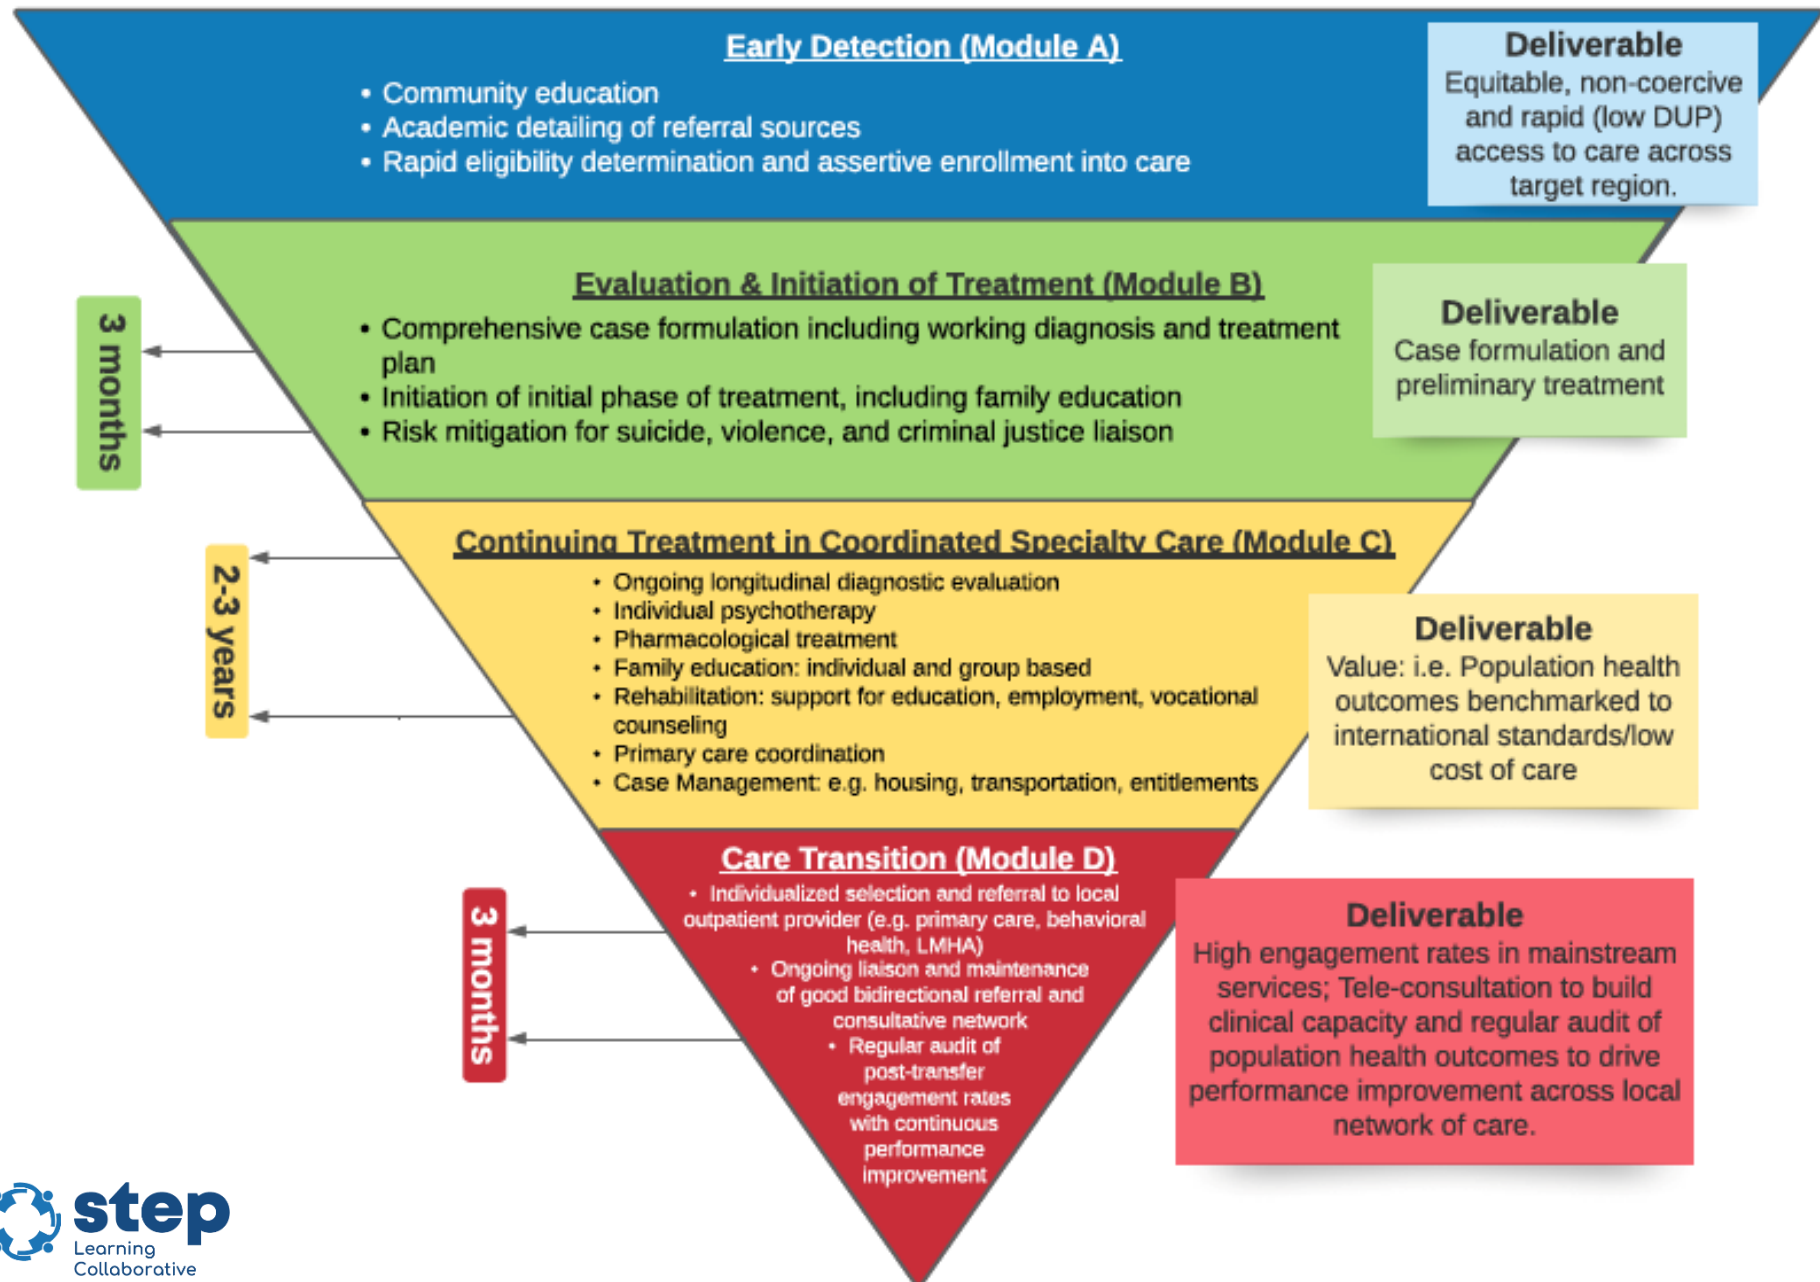 Early Detection (Module A)
• Community education
• Academic detailing of referral sources
• Rapid eligibility determination and assertive enrollment into care
Deliverable
Equitable, non-coercive
and rapid (low DUP)
access to care across
target region.
Evaluation & Initiation of Treatment (Module B)
• Comprehensive case formulation including working diagnosis and treatment
plan
• Initiation of initial phase of treatment, including family education
• Risk mitigation for suicide, violence, and criminal justice liaison
Deliverable
Case formulation and
preliminary treatment
3 months
Continuing Treatment in Coordinated Specialty Care (Module C)
• Ongoing longitudinal diagnostic evaluation
• Individual psychotherapy
• Pharmacological treatment
• Family education: individual and group based
• Rehabilitation: support for education, employment, vocational
counseling
• Primary care coordination
• Case Management: e.g. housing, transportation, entitlements
Deliverable
Value: i.e. Population health
outcomes benchmarked to
international standards/low
cost of care
2-3 years
Care Transition (Module D)
• Individualized selection and referral to local
outpatient provider (e.g. primary care, behavioral
health, LMHA)
• Ongoing liaison and maintenance
of good bidirectional referral and
consultative network
• Regular audit of
post-transfer
engagement rates
with continuous
performance
improvement
Deliverable
High engagement rates in mainstream
services; Tele-consultation to build
clinical capacity and regular audit of
population health outcomes to drive
performance improvement across local
network of care.
3 months
step
Learning
Collaborative